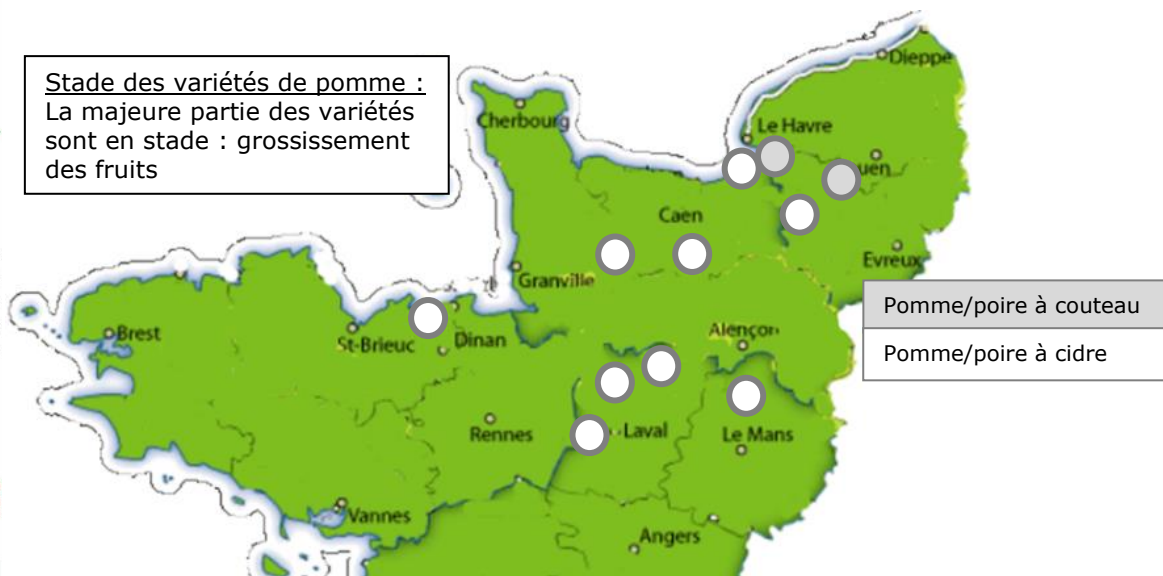 Stade des variétés de pomme :
La majeure partie des variétés
sont en stade : grossissement
des fruits
Dieppe
Cherbourg
Le Havre
uen
Caen
Evreux
Granville
Pomme/poire à couteau
Brest
St-Brieuc
Dinan
Alençon
Pomme/poire à cidre
Rennes
Laval
Le Mans
Vannes
Angers